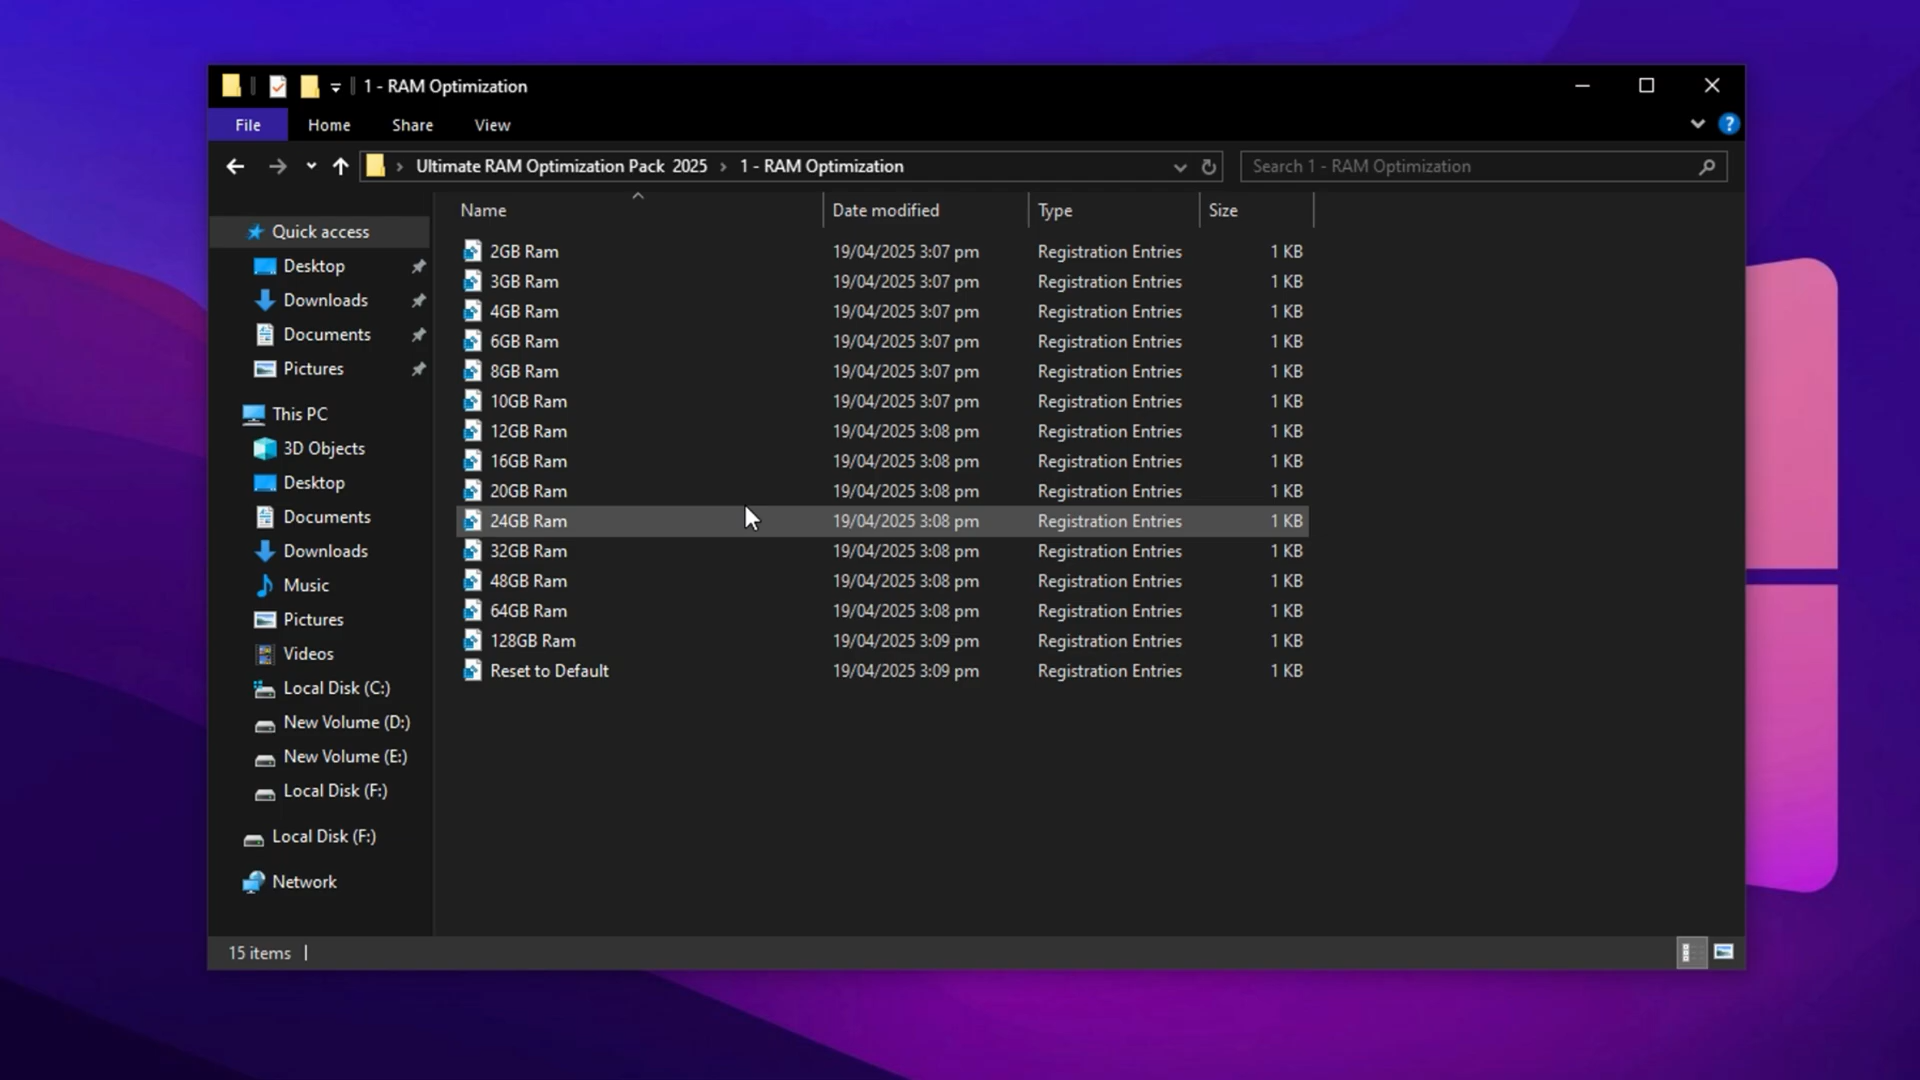 1 - RAM Optimization
File Home Share View
?
Ultimate RAM Optimization Pack 2025 > 1 - RAM Optimization Search 1 - RAM Optimization
Name Date modified Type Size
Quick access
Desktop
Downloads
Documents
Pictures
This PC
3D Objects
Desktop
Documents
Downloads
Music
Pictures
Videos
Local Disk (C:)
New Volume (D:)
New Volume (E:)
Local Disk (F:)
Local Disk (F:)
Network
2GB Ram 19/04/2025 3:07 pm Registration Entries 1 KB
3GB Ram 19/04/2025 3:07 pm Registration Entries 1 KB
4GB Ram 19/04/2025 3:07 pm Registration Entries 1 KB
6GB Ram 19/04/2025 3:07 pm Registration Entries 1 KB
8GB Ram 19/04/2025 3:07 pm Registration Entries 1 KB
10GB Ram 19/04/2025 3:07 pm Registration Entries 1 KB
12GB Ram 19/04/2025 3:08 pm Registration Entries 1 KB
16GB Ram 19/04/2025 3:08 pm Registration Entries 1 KB
20GB Ram 19/04/2025 3:08 pm Registration Entries 1 KB
24GB Ram 19/04/2025 3:08 pm Registration Entries 1 KB
32GB Ram 19/04/2025 3:08 pm Registration Entries 1 KB
48GB Ram 19/04/2025 3:08 pm Registration Entries 1 KB
64GB Ram 19/04/2025 3:08 pm Registration Entries 1 KB
128GB Ram 19/04/2025 3:09 pm Registration Entries 1 KB
Reset to Default 19/04/2025 3:09 pm Registration Entries 1 KB
15 items